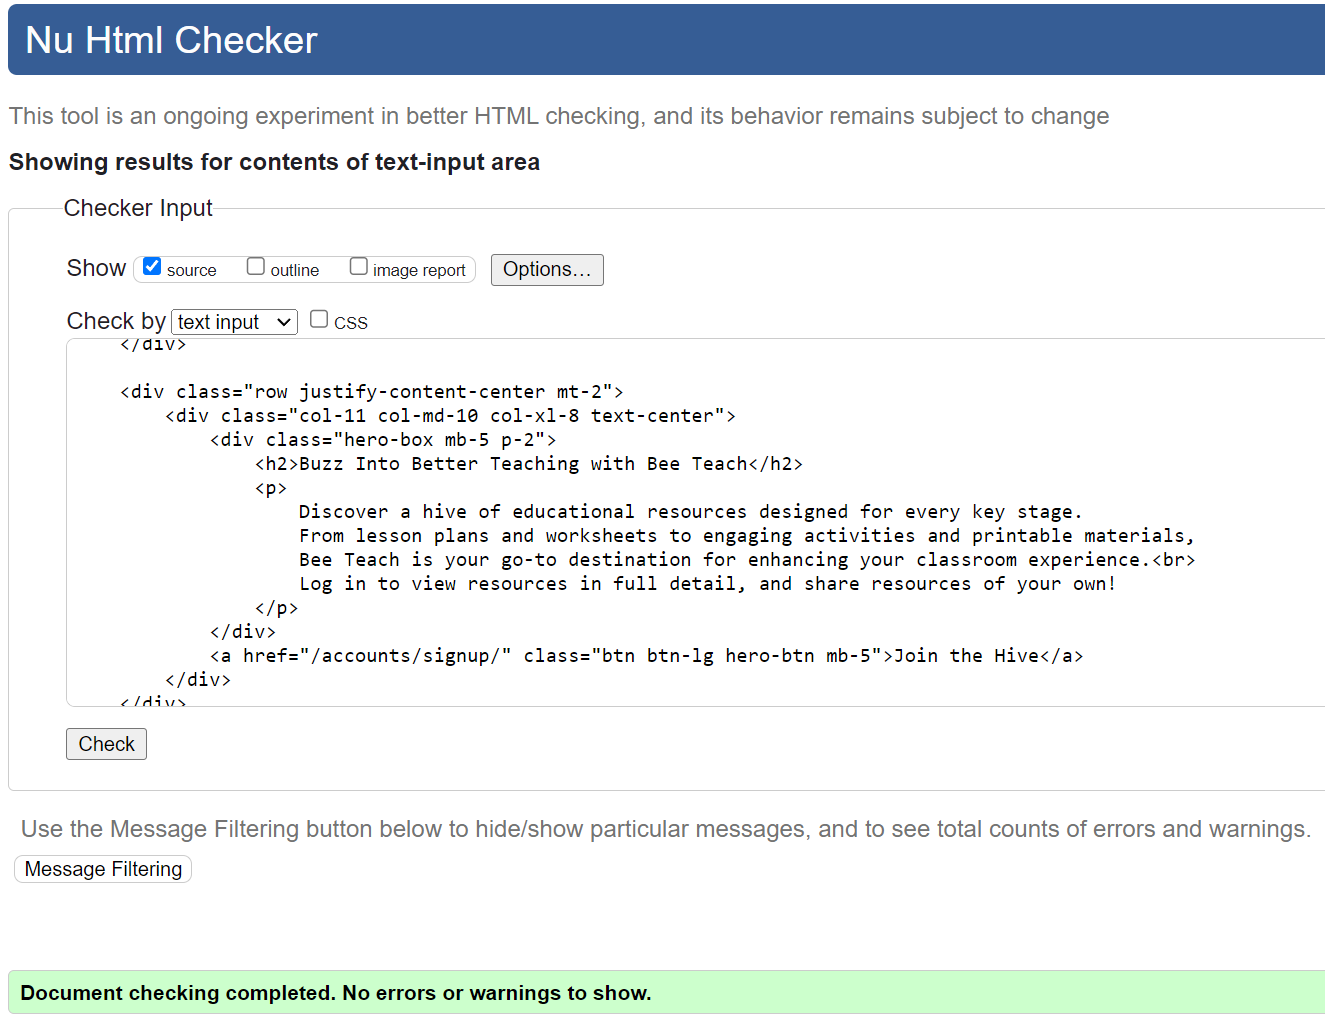 Nu Html Checker
This tool is an ongoing experiment in better HTML checking, and its behavior remains subject to change
Showing results for contents of text-input area
Checker Input
Show source outline image report Options...
Check by text input CSS
</div>
<div class="row justify-content-center mt-2">
<div class="col-11 col-md-10 col-xl-8 text-center">
<div class="hero-box mb-5 p-2">
<h2>Buzz Into Better Teaching with Bee Teach</h2>
<p>
Discover a hive of educational resources designed for every key stage.
From lesson plans and worksheets to engaging activities and printable materials,
Bee Teach is your go-to destination for enhancing your classroom experience.<br>
Log in to view resources in full detail, and share resources of your own!
</p>
</div>
<a href="/accounts/signup/" class="btn btn-lg hero-btn mb-5">Join the Hive</a>
</div>
</div>
Check
Use the Message Filtering button below to hide/show particular messages, and to see total counts of errors and warnings.
Message Filtering
Document checking completed. No errors or warnings to show.